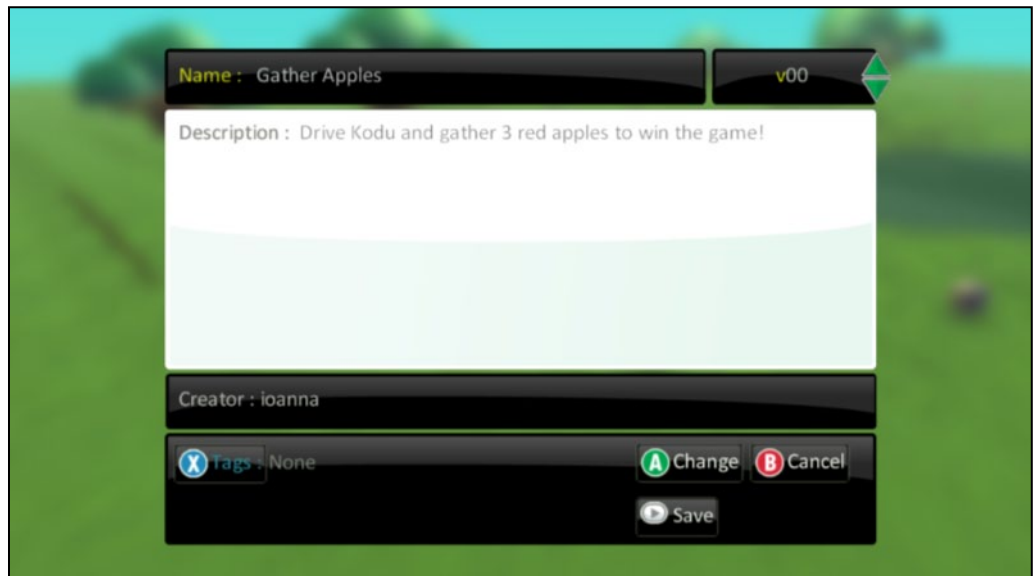 Name : Gather Apples
v00
Description : Drive Kodu and gather 3 red apples to win the game!
Creator : ioanna
X Tags : None
A Change B Cancel
Save